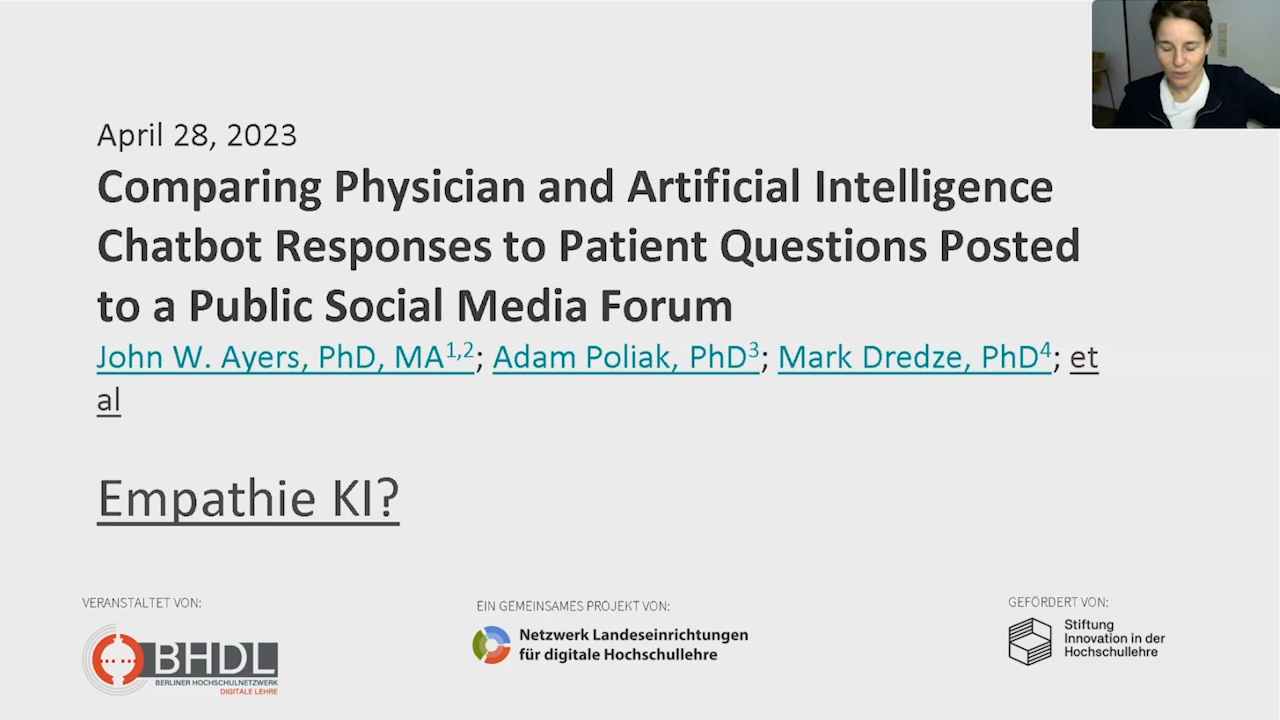 April 28, 2023
Comparing Physician and Artificial Intelligence
Chatbot Responses to Patient Questions Posted
to a Public Social Media Forum
John W. Ayers, PhD, MA1,2; Adam Poliak, PhD3; Mark Dredze, PhD4; et
al
Empathie KI?
VERANSTALTET VON:
BHDL
BERLINER HOCHSCHULNETZWERK
DIGITALE LEHRE
EIN GEMEINSAMES PROJEKT VON:
Netzwerk Landeseinrichtungen
für digitale Hochschullehre
GEFÖRDERT VON:
Stiftung
Innovation in der
Hochschullehre